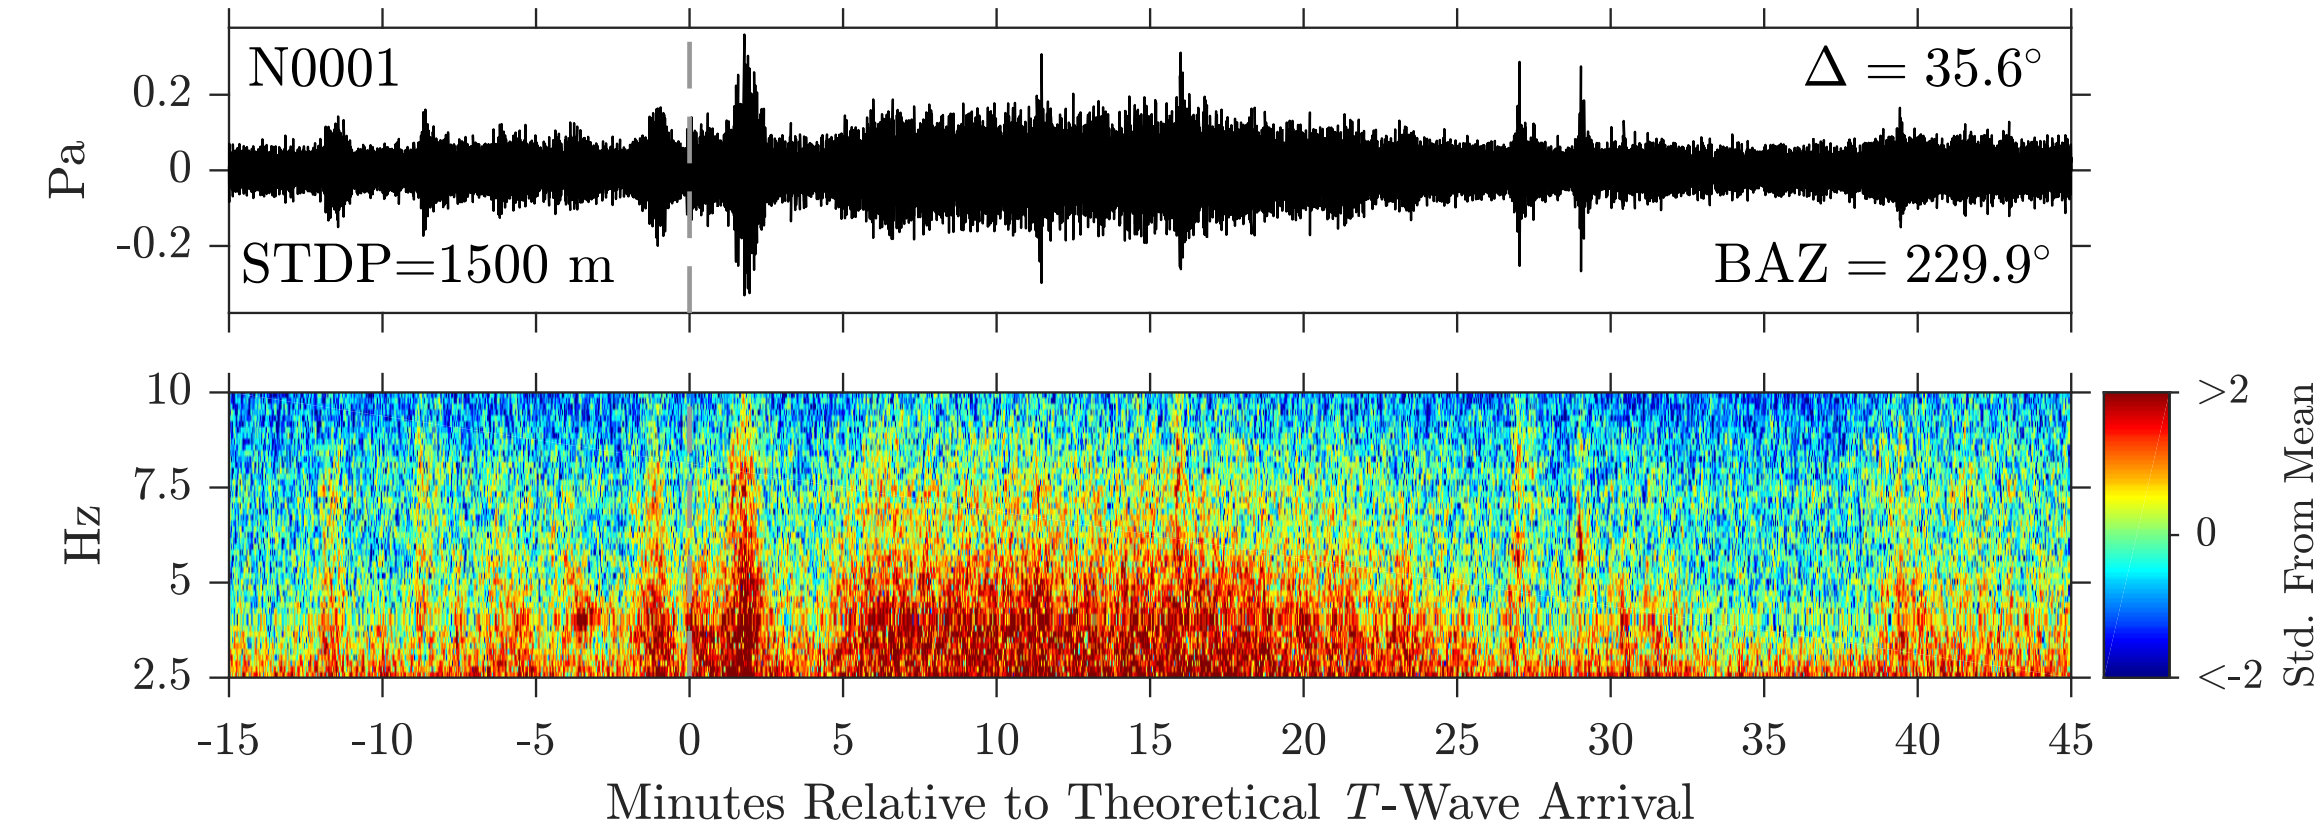 N0001
Δ = 35.6°
0.2
0
-0.2
Pa
STDP=1500 m
BAZ = 229.9°
10
7.5
5
2.5
Hz
>2
0
<-2
Std. From Mean
-15 -10 -5 0 5 10 15 20 25 30 35 40 45
Minutes Relative to Theoretical T-Wave Arrival